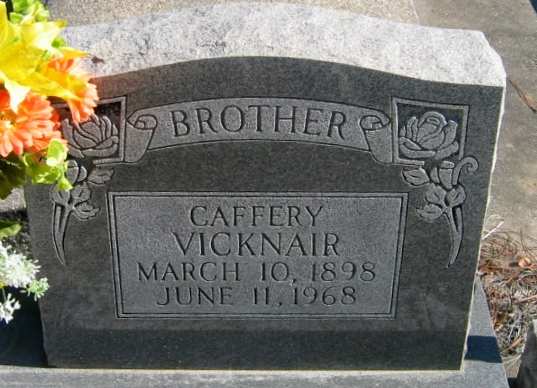 BROTHER
CAFFERY
VICKNAIR
MARCH 10, 1898
JUNE 11, 1968